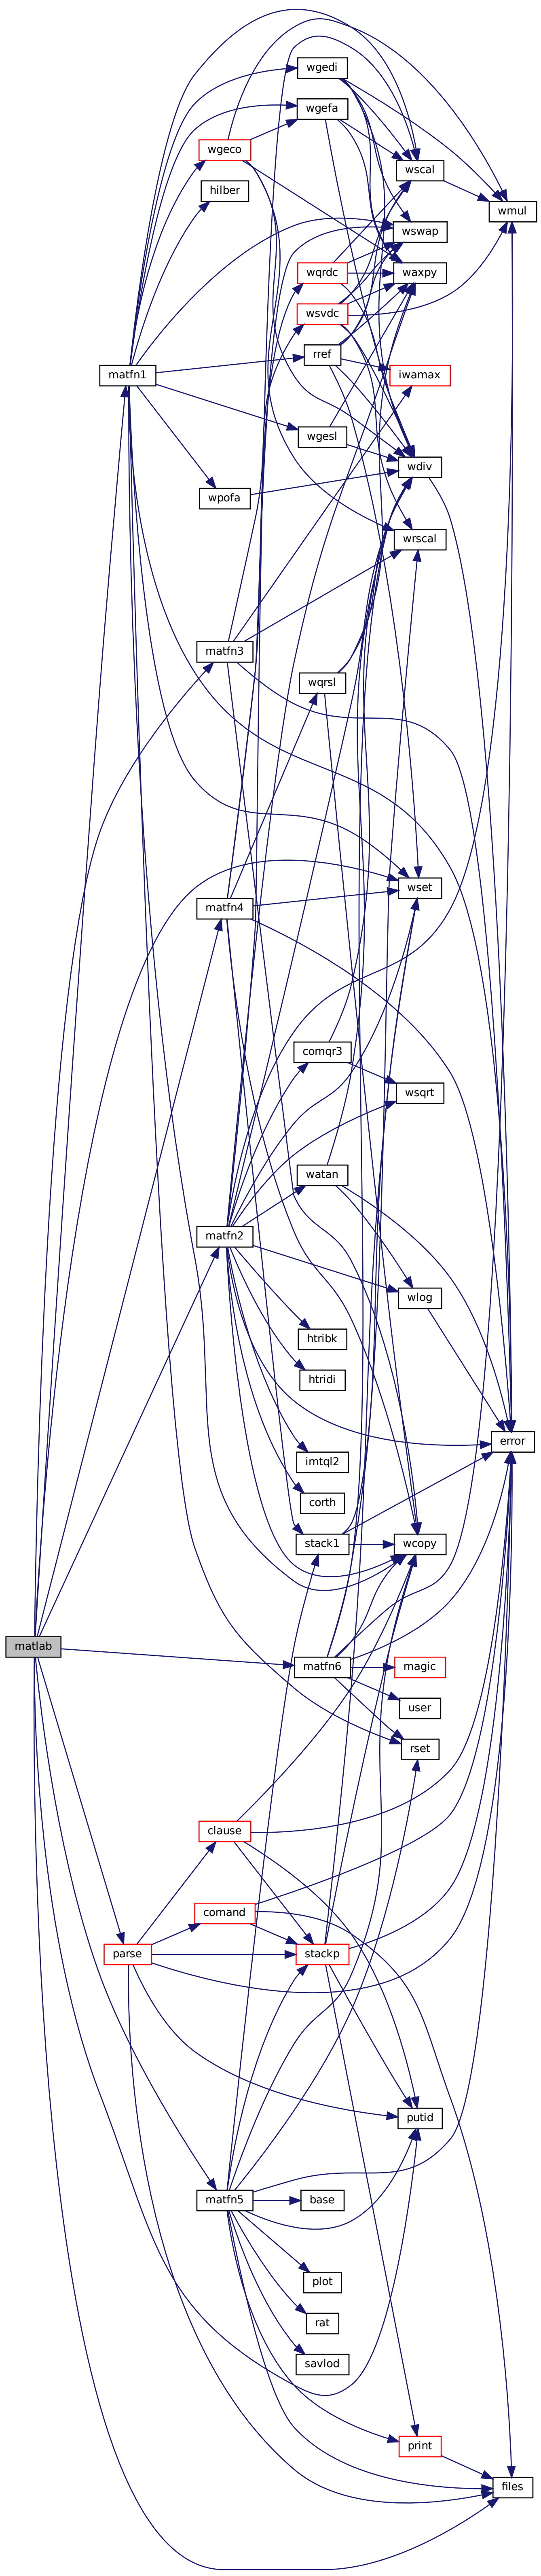 wgedi
wgefa
wgeco
wscal
hilber
wmul
wswap
wqrdc
waxpy
wsvdc
rref
matfn1
iwamax
wgesl
wdiv
wpofa
wrscal
matfn3
wqrsl
wset
matfn4
comqr3
wsqrt
watan
matfn2
wlog
htribk
htridi
error
imtql2
corth
stack1
wcopy
matlab
matfn6
magic
user
rset
clause
comand
parse
stackp
putid
matfn5
base
plot
rat
savlod
print
files